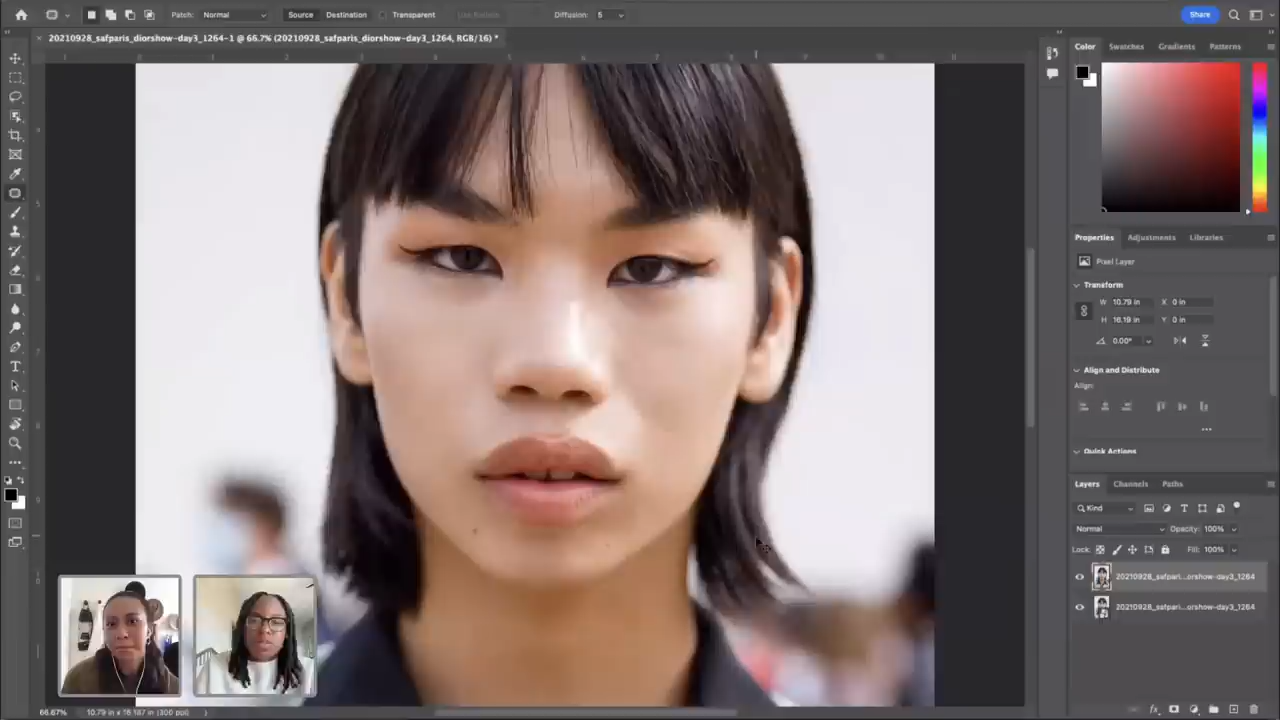 Patch: Normal Source Destination Transparent Use Pattern Diffusion: 5 Share
× 20210928_safparis_diorshow-day3_1264-1 @ 66.7% (20210928_safparis_diorshow-day3_1264, RGB/16) *
Color Swatches Gradients Patterns
Properties Adjustments Libraries
Pixel Layer
Transform
W 10.79 in X 0 in
H 16.19 in Y 0 in
0.00°
Align and Distribute
Align:
...
Quick Actions
Layers Channels Paths
Kind
Normal Opacity: 100%
Lock: Fill: 100%
20210928_safpari...orshow-day3_1264
20210928_safpari...orshow-day3_1264
66.67% 10.79 in x 16.187 in (300 ppi)